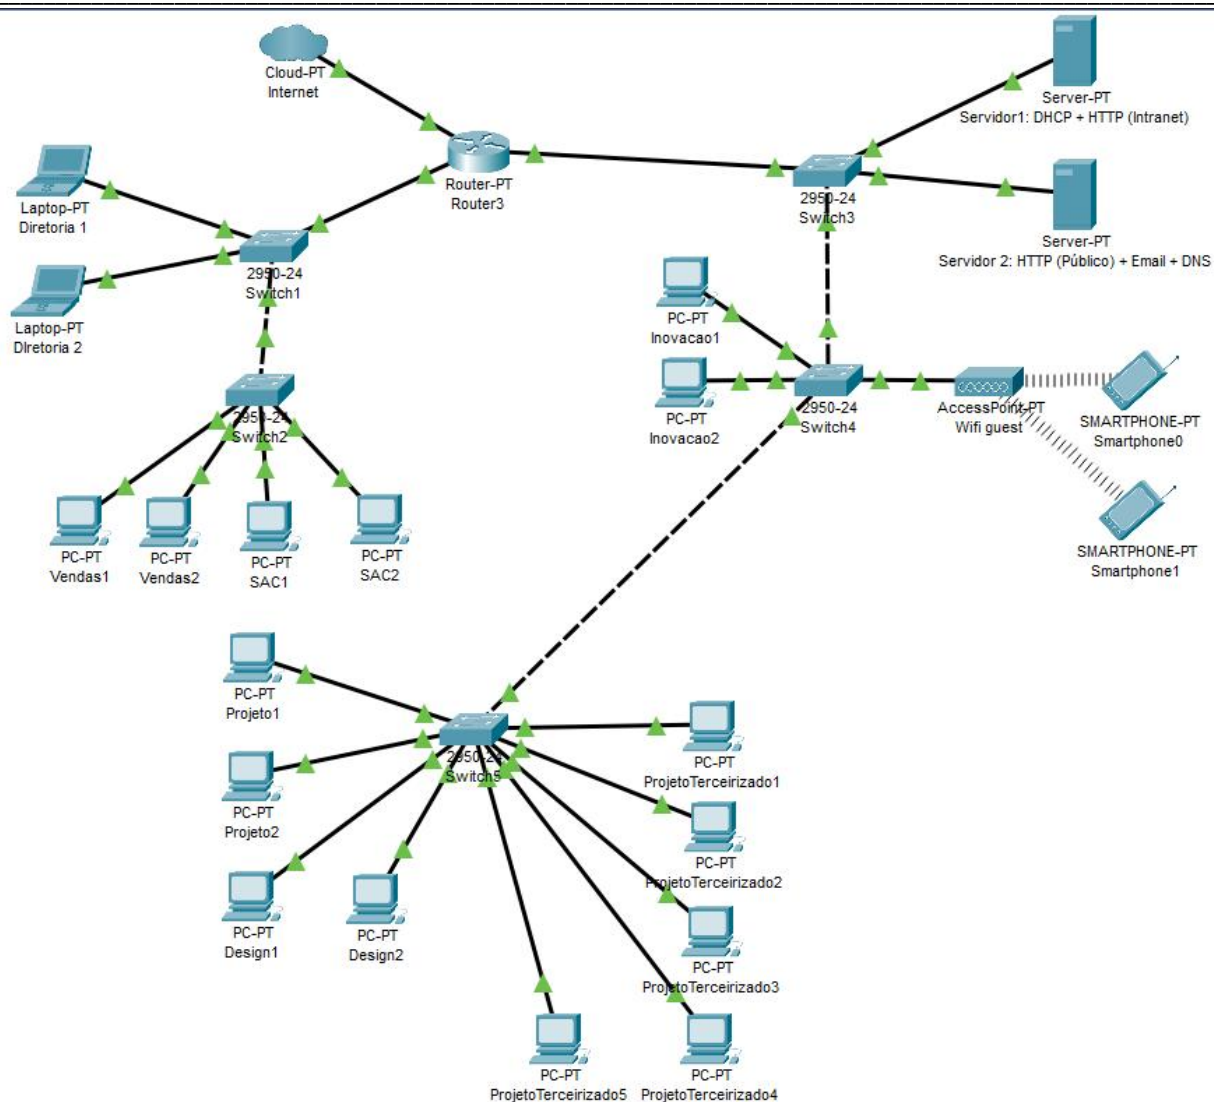 Cloud-PT
Internet
Server-PT
Servidor1: DHCP + HTTP (Intranet)
Router-PT
Router3
Laptop-PT
Diretoria 1
2950-24
Switch3
Server-PT
Servidor 2: HTTP (Público) + Email + DNS
2950-24
Switch1
Laptop-PT
DIretoria 2
PC-PT
Inovacao1
PC-PT
Inovacao2
2950-24
Switch4
AccessPoint-PT
Wifi guest
SMARTPHONE-PT
Smartphone0
2950-24
Switch2
SMARTPHONE-PT
Smartphone1
PC-PT
Vendas1
PC-PT
Vendas2
PC-PT
SAC1
PC-PT
SAC2
PC-PT
Projeto1
2950-24
Switch5
PC-PT
ProjetoTerceirizado1
PC-PT
Projeto2
PC-PT
ProjetoTerceirizado2
PC-PT
Design1
PC-PT
Design2
PC-PT
ProjetoTerceirizado3
PC-PT
ProjetoTerceirizado5
PC-PT
ProjetoTerceirizado4